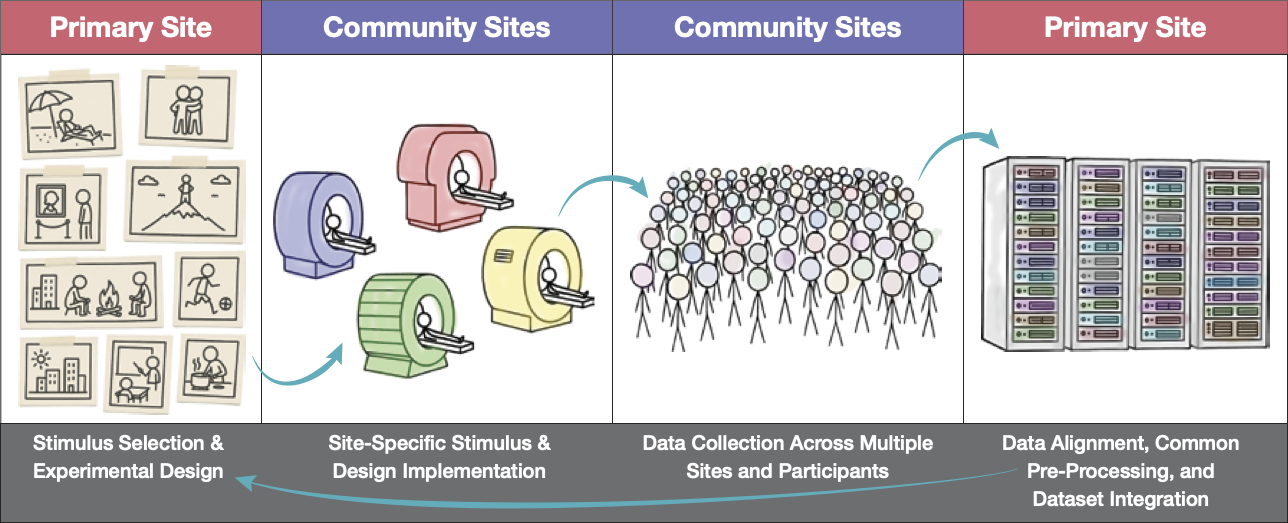 Primary Site
Community Sites
Community Sites
Primary Site
Stimulus Selection &
Experimental Design
Site-Specific Stimulus &
Design Implementation
Data Collection Across Multiple
Sites and Participants
Data Alignment, Common
Pre-Processing, and
Dataset Integration